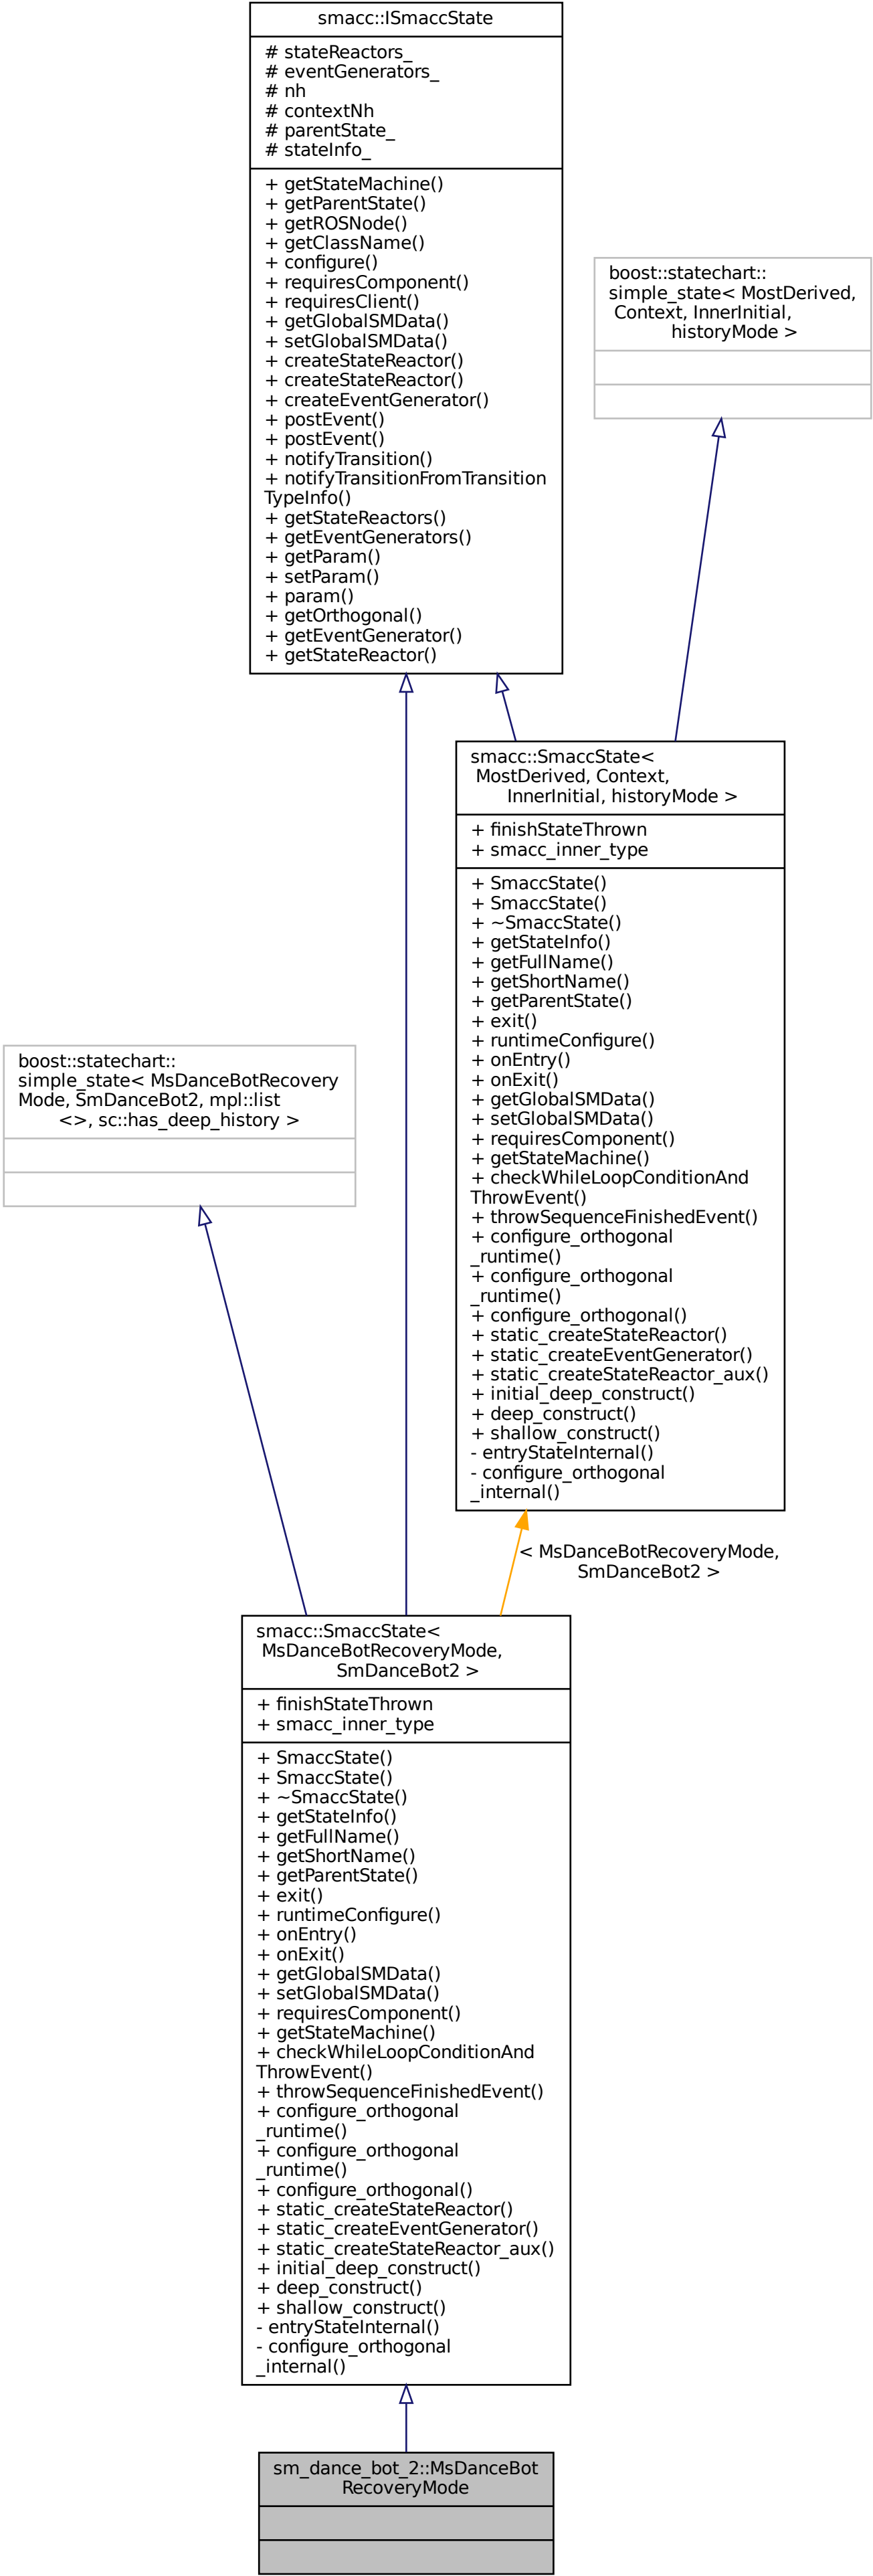 smacc::ISmaccState
# stateReactors_
# eventGenerators_
# nh
# contextNh
# parentState_
# stateInfo_
+ getStateMachine()
+ getParentState()
+ getROSNode()
+ getClassName()
+ configure()
+ requiresComponent()
+ requiresClient()
+ getGlobalSMData()
+ setGlobalSMData()
+ createStateReactor()
+ createStateReactor()
+ createEventGenerator()
+ postEvent()
+ postEvent()
+ notifyTransition()
+ notifyTransitionFromTransition
TypeInfo()
+ getStateReactors()
+ getEventGenerators()
+ getParam()
+ setParam()
+ param()
+ getOrthogonal()
+ getEventGenerator()
+ getStateReactor()
boost::statechart::
simple_state< MostDerived,
Context, InnerInitial,
historyMode >
smacc::SmaccState<
MostDerived, Context,
InnerInitial, historyMode >
+ finishStateThrown
+ smacc_inner_type
+ SmaccState()
+ SmaccState()
+ ~SmaccState()
+ getStateInfo()
+ getFullName()
+ getShortName()
+ getParentState()
+ exit()
+ runtimeConfigure()
+ onEntry()
+ onExit()
+ getGlobalSMData()
+ setGlobalSMData()
+ requiresComponent()
+ getStateMachine()
+ checkWhileLoopConditionAnd
ThrowEvent()
+ throwSequenceFinishedEvent()
+ configure_orthogonal
_runtime()
+ configure_orthogonal
_runtime()
+ configure_orthogonal()
+ static_createStateReactor()
+ static_createEventGenerator()
+ static_createStateReactor_aux()
+ initial_deep_construct()
+ deep_construct()
+ shallow_construct()
- entryStateInternal()
- configure_orthogonal
_internal()
boost::statechart::
simple_state< MsDanceBotRecovery
Mode, SmDanceBot2, mpl::list
<>, sc::has_deep_history >
< MsDanceBotRecoveryMode,
SmDanceBot2 >
smacc::SmaccState<
MsDanceBotRecoveryMode,
SmDanceBot2 >
+ finishStateThrown
+ smacc_inner_type
+ SmaccState()
+ SmaccState()
+ ~SmaccState()
+ getStateInfo()
+ getFullName()
+ getShortName()
+ getParentState()
+ exit()
+ runtimeConfigure()
+ onEntry()
+ onExit()
+ getGlobalSMData()
+ setGlobalSMData()
+ requiresComponent()
+ getStateMachine()
+ checkWhileLoopConditionAnd
ThrowEvent()
+ throwSequenceFinishedEvent()
+ configure_orthogonal
_runtime()
+ configure_orthogonal
_runtime()
+ configure_orthogonal()
+ static_createStateReactor()
+ static_createEventGenerator()
+ static_createStateReactor_aux()
+ initial_deep_construct()
+ deep_construct()
+ shallow_construct()
- entryStateInternal()
- configure_orthogonal
_internal()
sm_dance_bot_2::MsDanceBot
RecoveryMode